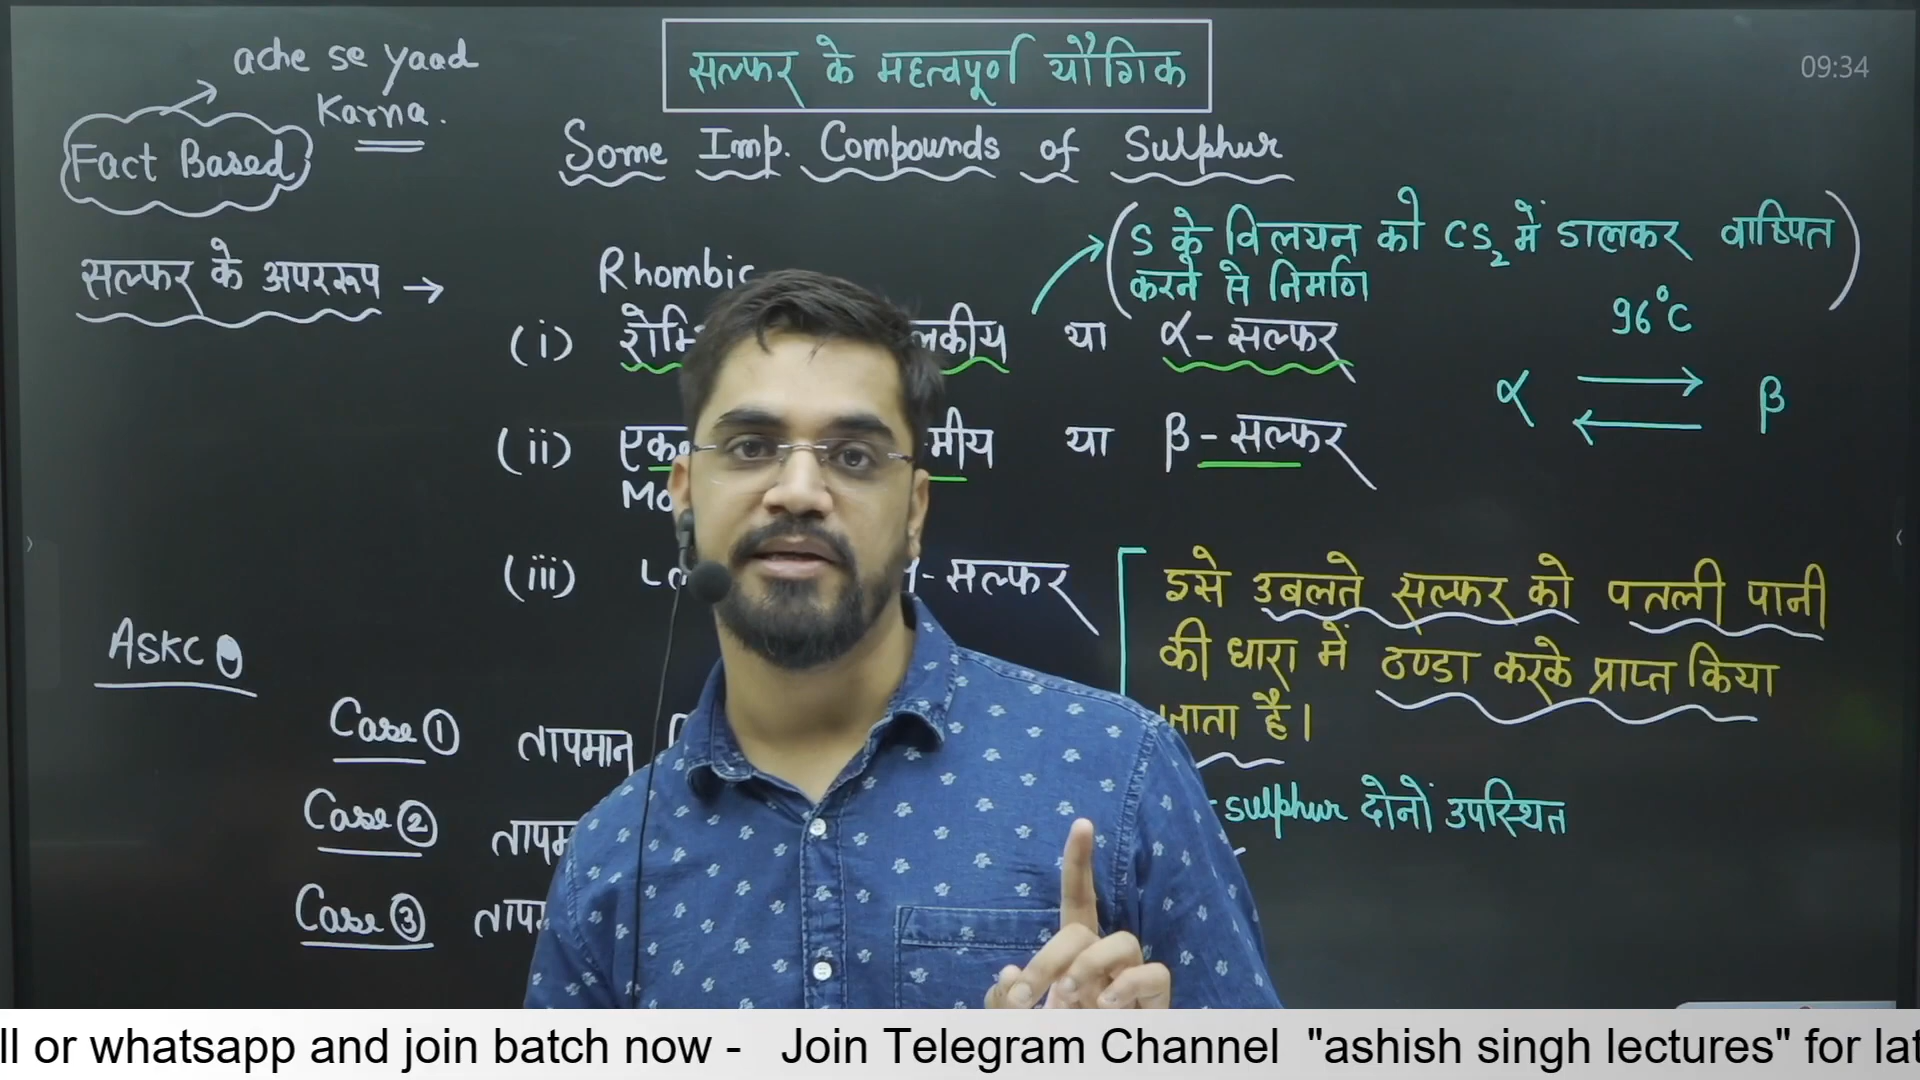 ache se yaad
Karna.
Fact Based
सल्फर के महत्वपूर्ण यौगिक
09:34
Some Imp. Compounds of Sulphur
(S के विलयन को CS2 में डालकर वाष्पित
करने से निर्माण)
सल्फर के अपररूप →
Rhombic
(i) या α-सल्फर
96°C
α ⇌ β
(ii) या β-सल्फर
(iii) -सल्फर
इसे उबलते सल्फर को पतली पानी
की धारा में ठण्डा करके प्राप्त किया
जाता है।
ASKC
Case ① तापमान
sulphur दोनों उपस्थित
Case ②
Case ③
ll or whatsapp and join batch now - Join Telegram Channel "ashish singh lectures" for lat